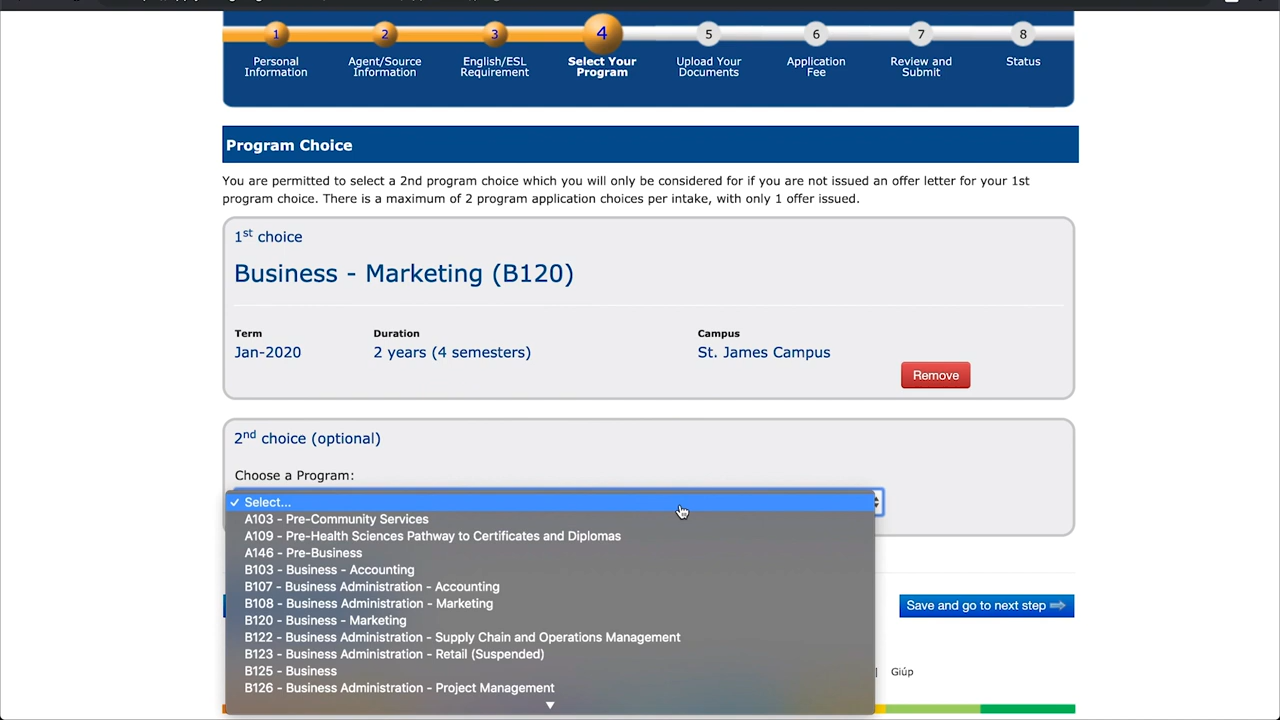 1
2
3
4
5
6
7
8
Personal
Information
Agent/Source
Information
English/ESL
Requirement
Select Your
Program
Upload Your
Documents
Application
Fee
Review and
Submit
Status
Program Choice
You are permitted to select a 2nd program choice which you will only be considered for if you are not issued an offer letter for your 1st
program choice. There is a maximum of 2 program application choices per intake, with only 1 offer issued.
1st choice
Business - Marketing (B120)
Term
Duration
Campus
Jan-2020
2 years (4 semesters)
St. James Campus
Remove
2nd choice (optional)
Choose a Program:
✓ Select...
A103 - Pre-Community Services
A109 - Pre-Health Sciences Pathway to Certificates and Diplomas
A146 - Pre-Business
B103 - Business - Accounting
B107 - Business Administration - Accounting
B108 - Business Administration - Marketing
B120 - Business - Marketing
B122 - Business Administration - Supply Chain and Operations Management
B123 - Business Administration - Retail (Suspended)
B125 - Business
B126 - Business Administration - Project Management
Save and go to next step
| Giúp